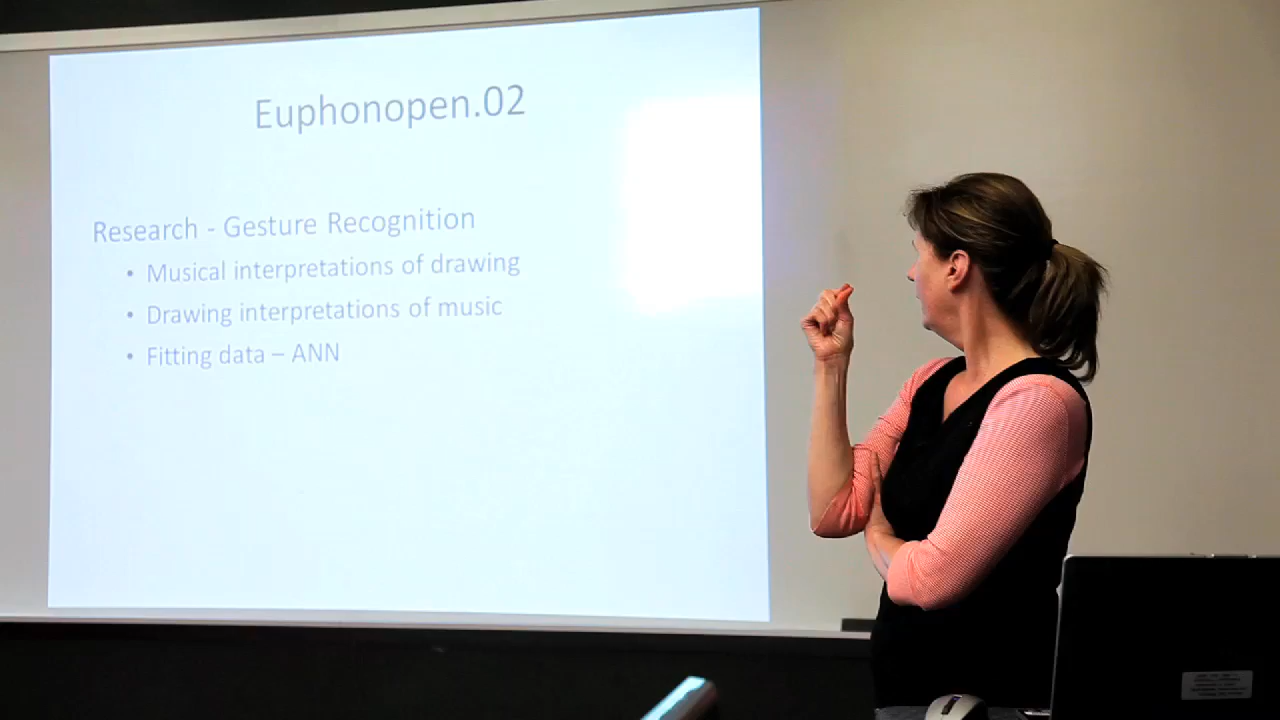 Euphonopen.02
Research - Gesture Recognition
• Musical interpretations of drawing
• Drawing interpretations of music
• Fitting data – ANN